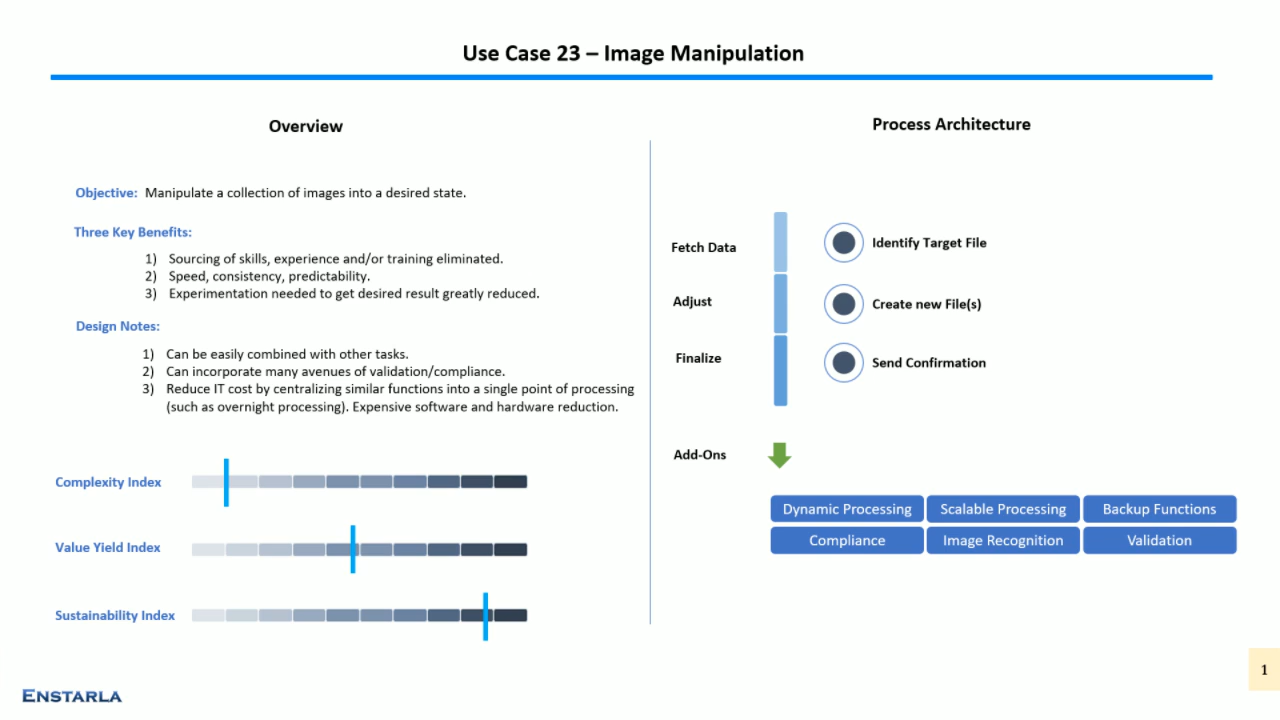 Use Case 23 – Image Manipulation
Overview
Objective: Manipulate a collection of images into a desired state.
Three Key Benefits:
1) Sourcing of skills, experience and/or training eliminated.
2) Speed, consistency, predictability.
3) Experimentation needed to get desired result greatly reduced.
Design Notes:
1) Can be easily combined with other tasks.
2) Can incorporate many avenues of validation/compliance.
3) Reduce IT cost by centralizing similar functions into a single point of processing
(such as overnight processing). Expensive software and hardware reduction.
Complexity Index
Value Yield Index
Sustainability Index
Process Architecture
Fetch Data
Identify Target File
Adjust
Create new File(s)
Finalize
Send Confirmation
Add-Ons
Dynamic Processing
Scalable Processing
Backup Functions
Compliance
Image Recognition
Validation
1
ENSTARLA